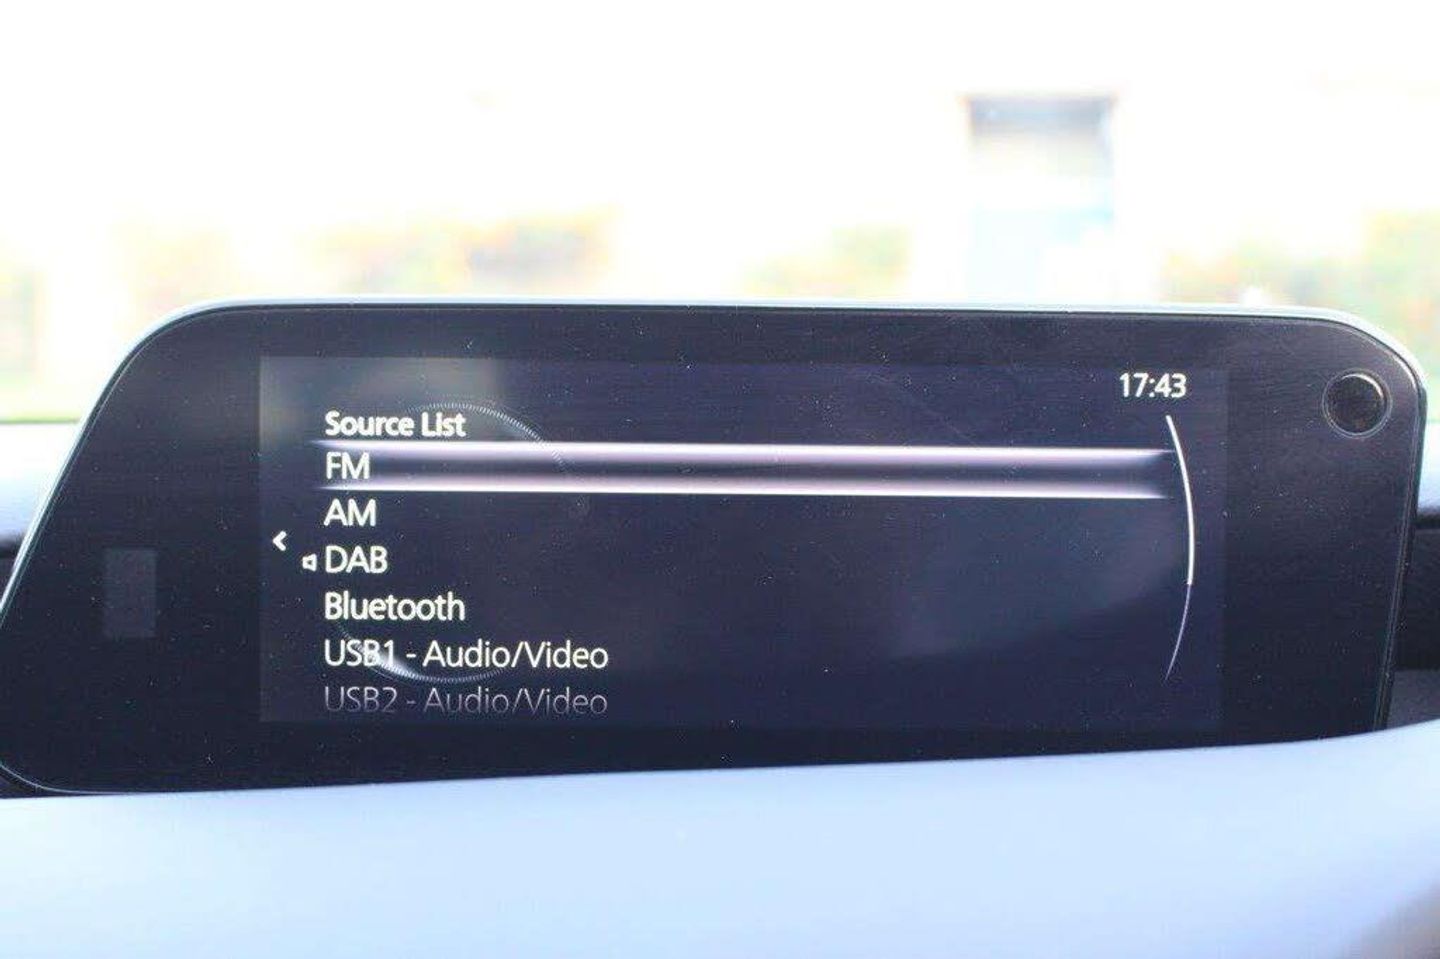 17:43
Source List
FM
AM
DAB
Bluetooth
USB1 - Audio/Video
USB2 - Audio/Video